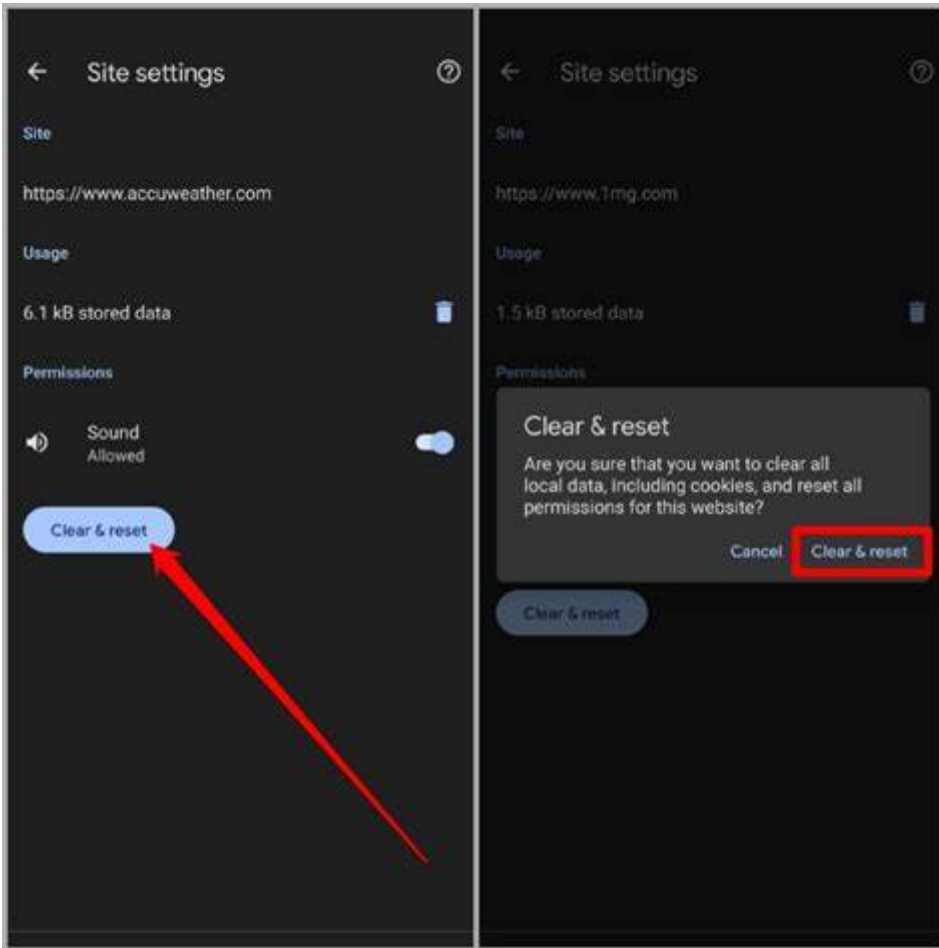 Site settings
Site
https://www.accuweather.com
Usage
6.1 kB stored data
Permissions
Sound
Allowed
Clear & reset
Site settings
Site
https://www.1mg.com
Usage
1.5 kB stored data
Permissions
Clear & reset
Are you sure that you want to clear all
local data, including cookies, and reset all
permissions for this website?
Cancel Clear & reset
Clear & reset